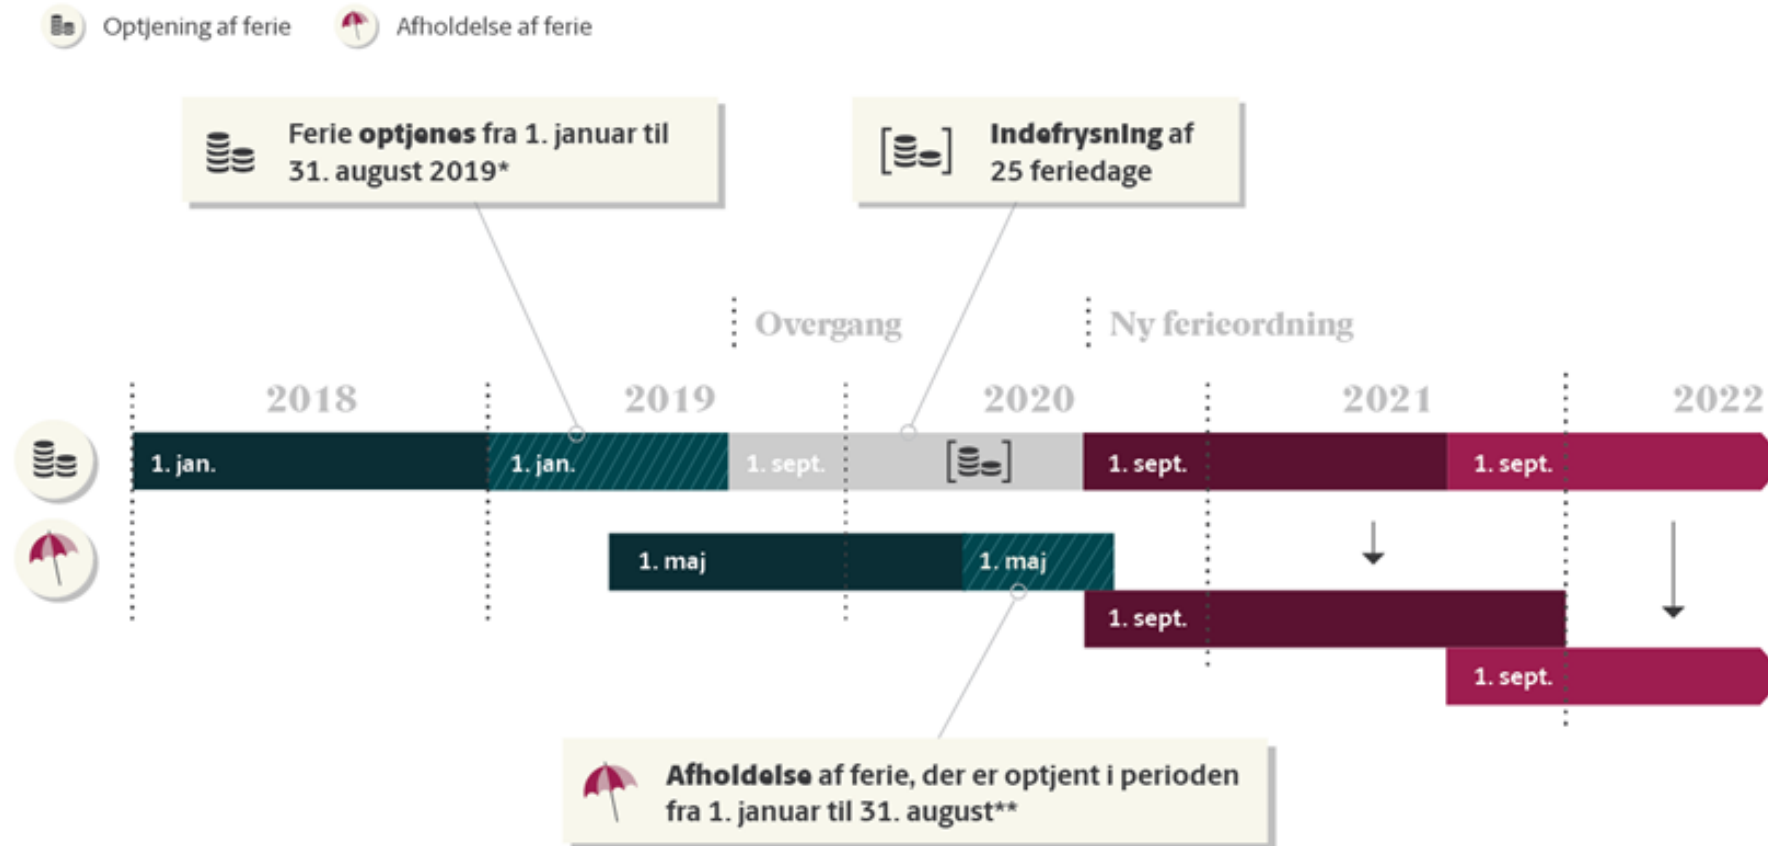 Optjening af ferie
Afholdelse af ferie
Ferie optjenes fra 1. januar til
31. august 2019*
Indefrysning af
25 feriedage
Overgang
Ny ferieordning
2018
2019
2020
2021
2022
1. jan.
1. jan.
1. sept.
1. sept.
1. sept.
1. maj
1. maj
1. sept.
1. sept.
Afholdelse af ferie, der er optjent i perioden
fra 1. januar til 31. august**